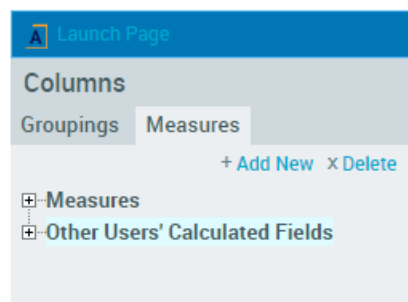 A Launch Page
Columns
Groupings Measures
+ Add New x Delete
Measures
Other Users' Calculated Fields